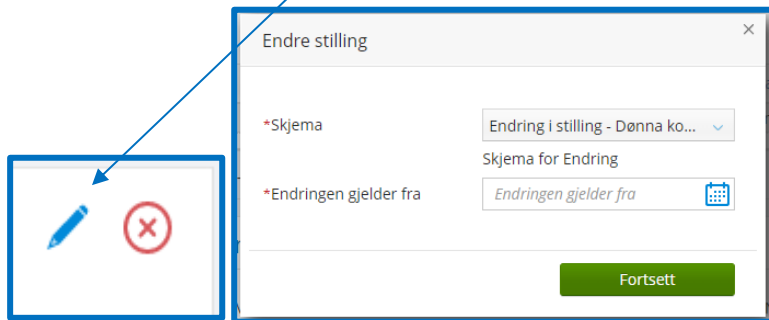 Endre stilling
*Skjema
Endring i stilling - Dønna ko...
Skjema for Endring
*Endringen gjelder fra
Endringen gjelder fra
Fortsett